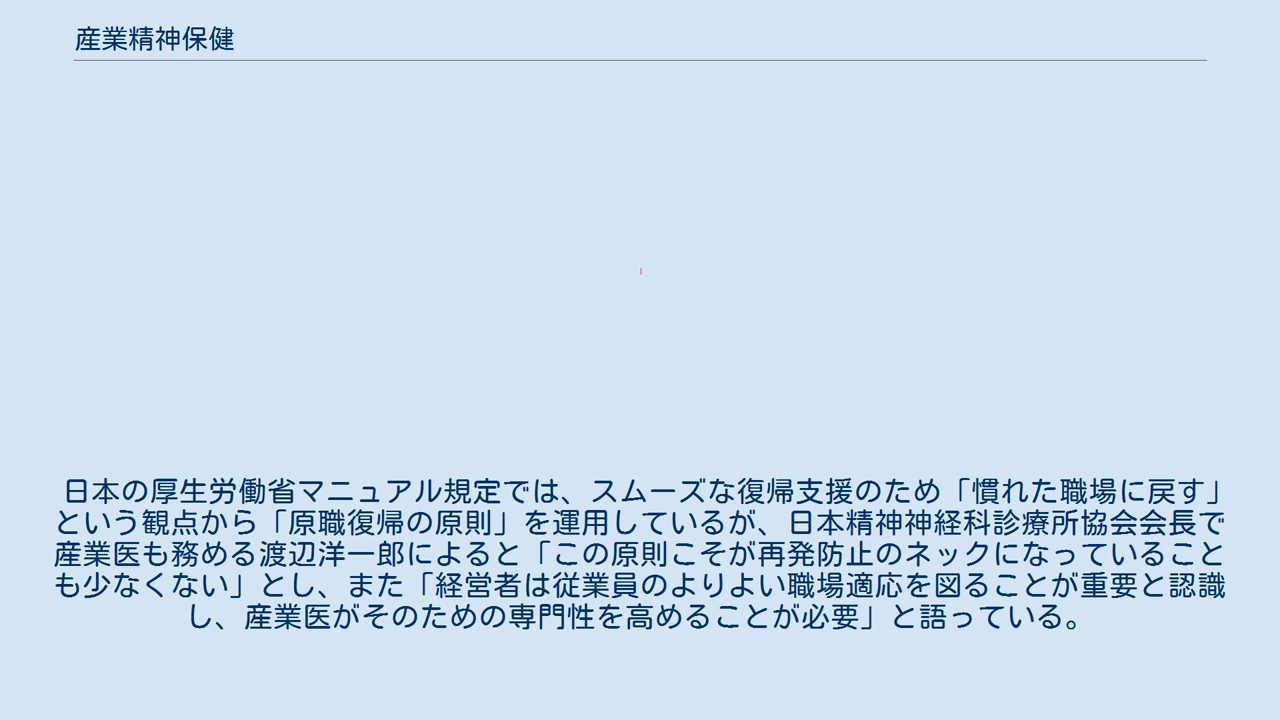 産業精神保健
日本の厚生労働省マニュアル規定では、スムーズな復帰支援のため「慣れた職場に戻す」
という観点から「原職復帰の原則」を運用しているが、日本精神神経科診療所協会会長で
産業医も務める渡辺洋一郎によると「この原則こそが再発防止のネックになっていること
も少なくない」とし、また「経営者は従業員のよりよい職場適応を図ることが重要と認識
し、産業医がそのための専門性を高めることが必要」と語っている。